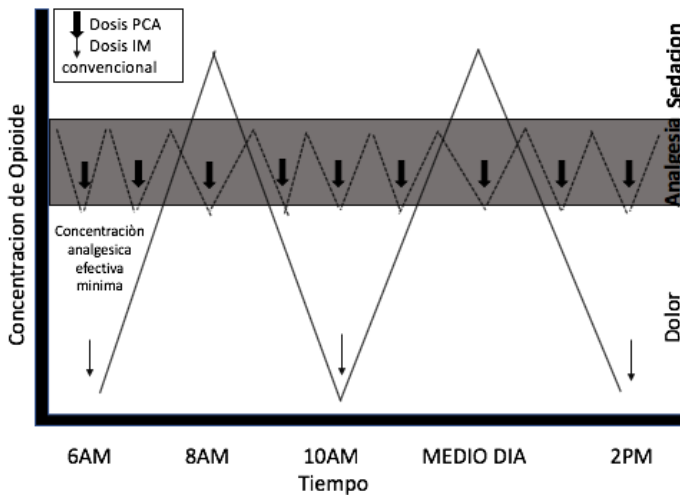 Dosis PCA
Dosis IM
convencional
Concentracion de Opioide
Sedacion
Analgesia
Dolor
Concentraciòn
analgesica
efectiva
minima
6AM
8AM
10AM
MEDIO DIA
2PM
Tiempo